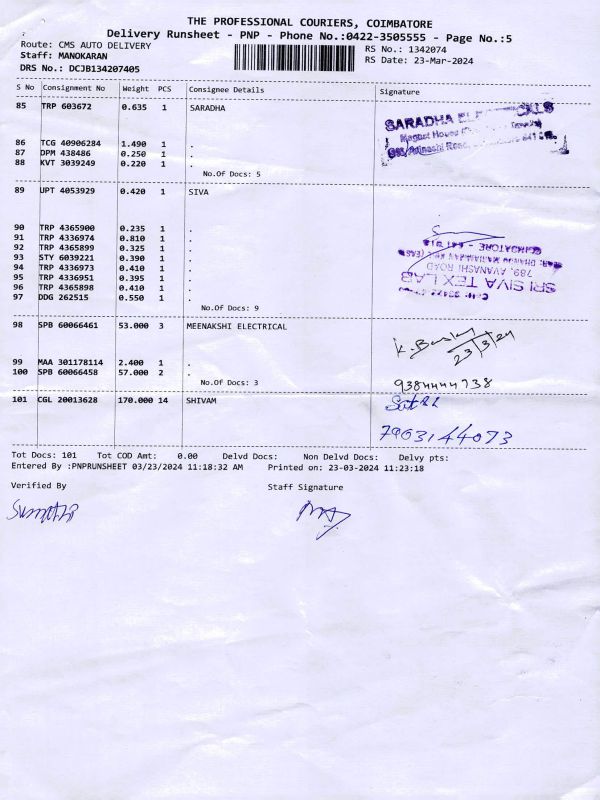 THE PROFESSIONAL COURIERS, COIMBATORE
Delivery Runsheet - PNP - Phone No.:0422-3505555 - Page No.:5
Route: CMS AUTO DELIVERY RS No.: 1342074
Staff: MANOKARAN RS Date: 23-Mar-2024
DRS No.: DCJB134207405
S No Consignment No Weight PCS Consignee Details Signature
85 TRP 603672 0.635 1 SARADHA
SARADHA
86 TCG 40906284 1.490 1 .
87 DPM 438486 0.250 1 .
88 KVT 3039249 0.220 1 .
No.Of Docs: 5
89 UPT 4053929 0.420 1 SIVA
90 TRP 4365900 0.235 1 .
91 TRP 4336974 0.810 1 .
92 TRP 4365899 0.325 1 .
93 STY 6039221 0.390 1 .
94 TRP 4336973 0.410 1 .
95 TRP 4336951 0.395 1 .
96 TRP 4365898 0.410 1 .
97 DDG 262515 0.550 1 .
No.Of Docs: 9
SRI SIVA TEX LAB
789, AVANASHI ROAD
COIMBATORE
98 SPB 60066461 53.000 3 MEENAKSHI ELECTRICAL
23/3/24
99 MAA 301178114 2.400 1 .
100 SPB 60066458 57.000 2 .
No.Of Docs: 3
9384444738
101 CGL 20013628 170.000 14 SHIVAM
7903144073
Tot Docs: 101 Tot COD Amt: 0.00 Delvd Docs: Non Delvd Docs: Delvy pts:
Entered By :PNPRUNSHEET 03/23/2024 11:18:32 AM Printed on: 23-03-2024 11:23:18
Verified By Staff Signature